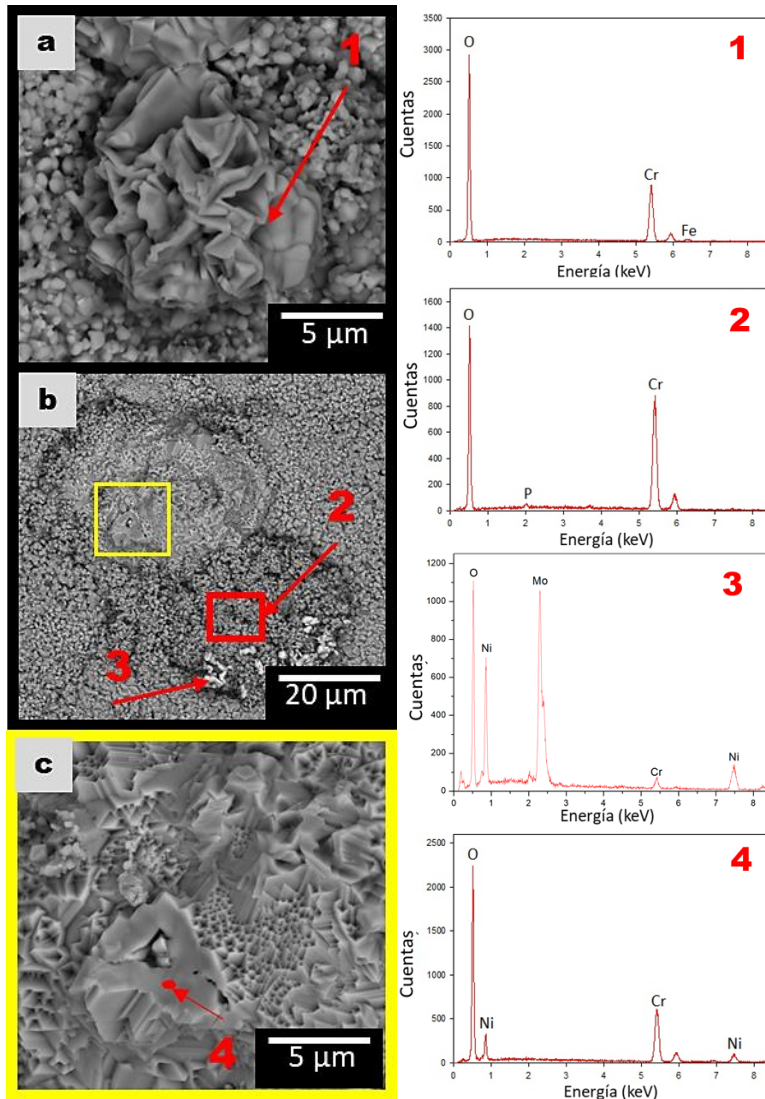 a
1
5 µm
b
2
3
20 µm
c
4
5 µm
1
3500
3000
2500
2000
1500
1000
500
0
Cuentas
O
Cr
Fe
0 1 2 3 4 5 6 7 8
Energía (keV)
2
1600
1400
1200
1000
800
600
400
200
0
Cuentas
O
P
Cr
0 1 2 3 4 5 6 7 8
Energía (keV)
3
1200
1000
800
600
400
200
0
Cuentas
O
Ni
Mo
Cr
Ni
0 1 2 3 4 5 6 7 8
Energía (keV)
4
2500
2000
1500
1000
500
0
Cuentas
O
Ni
Cr
Ni
0 1 2 3 4 5 6 7 8
Energía (keV)